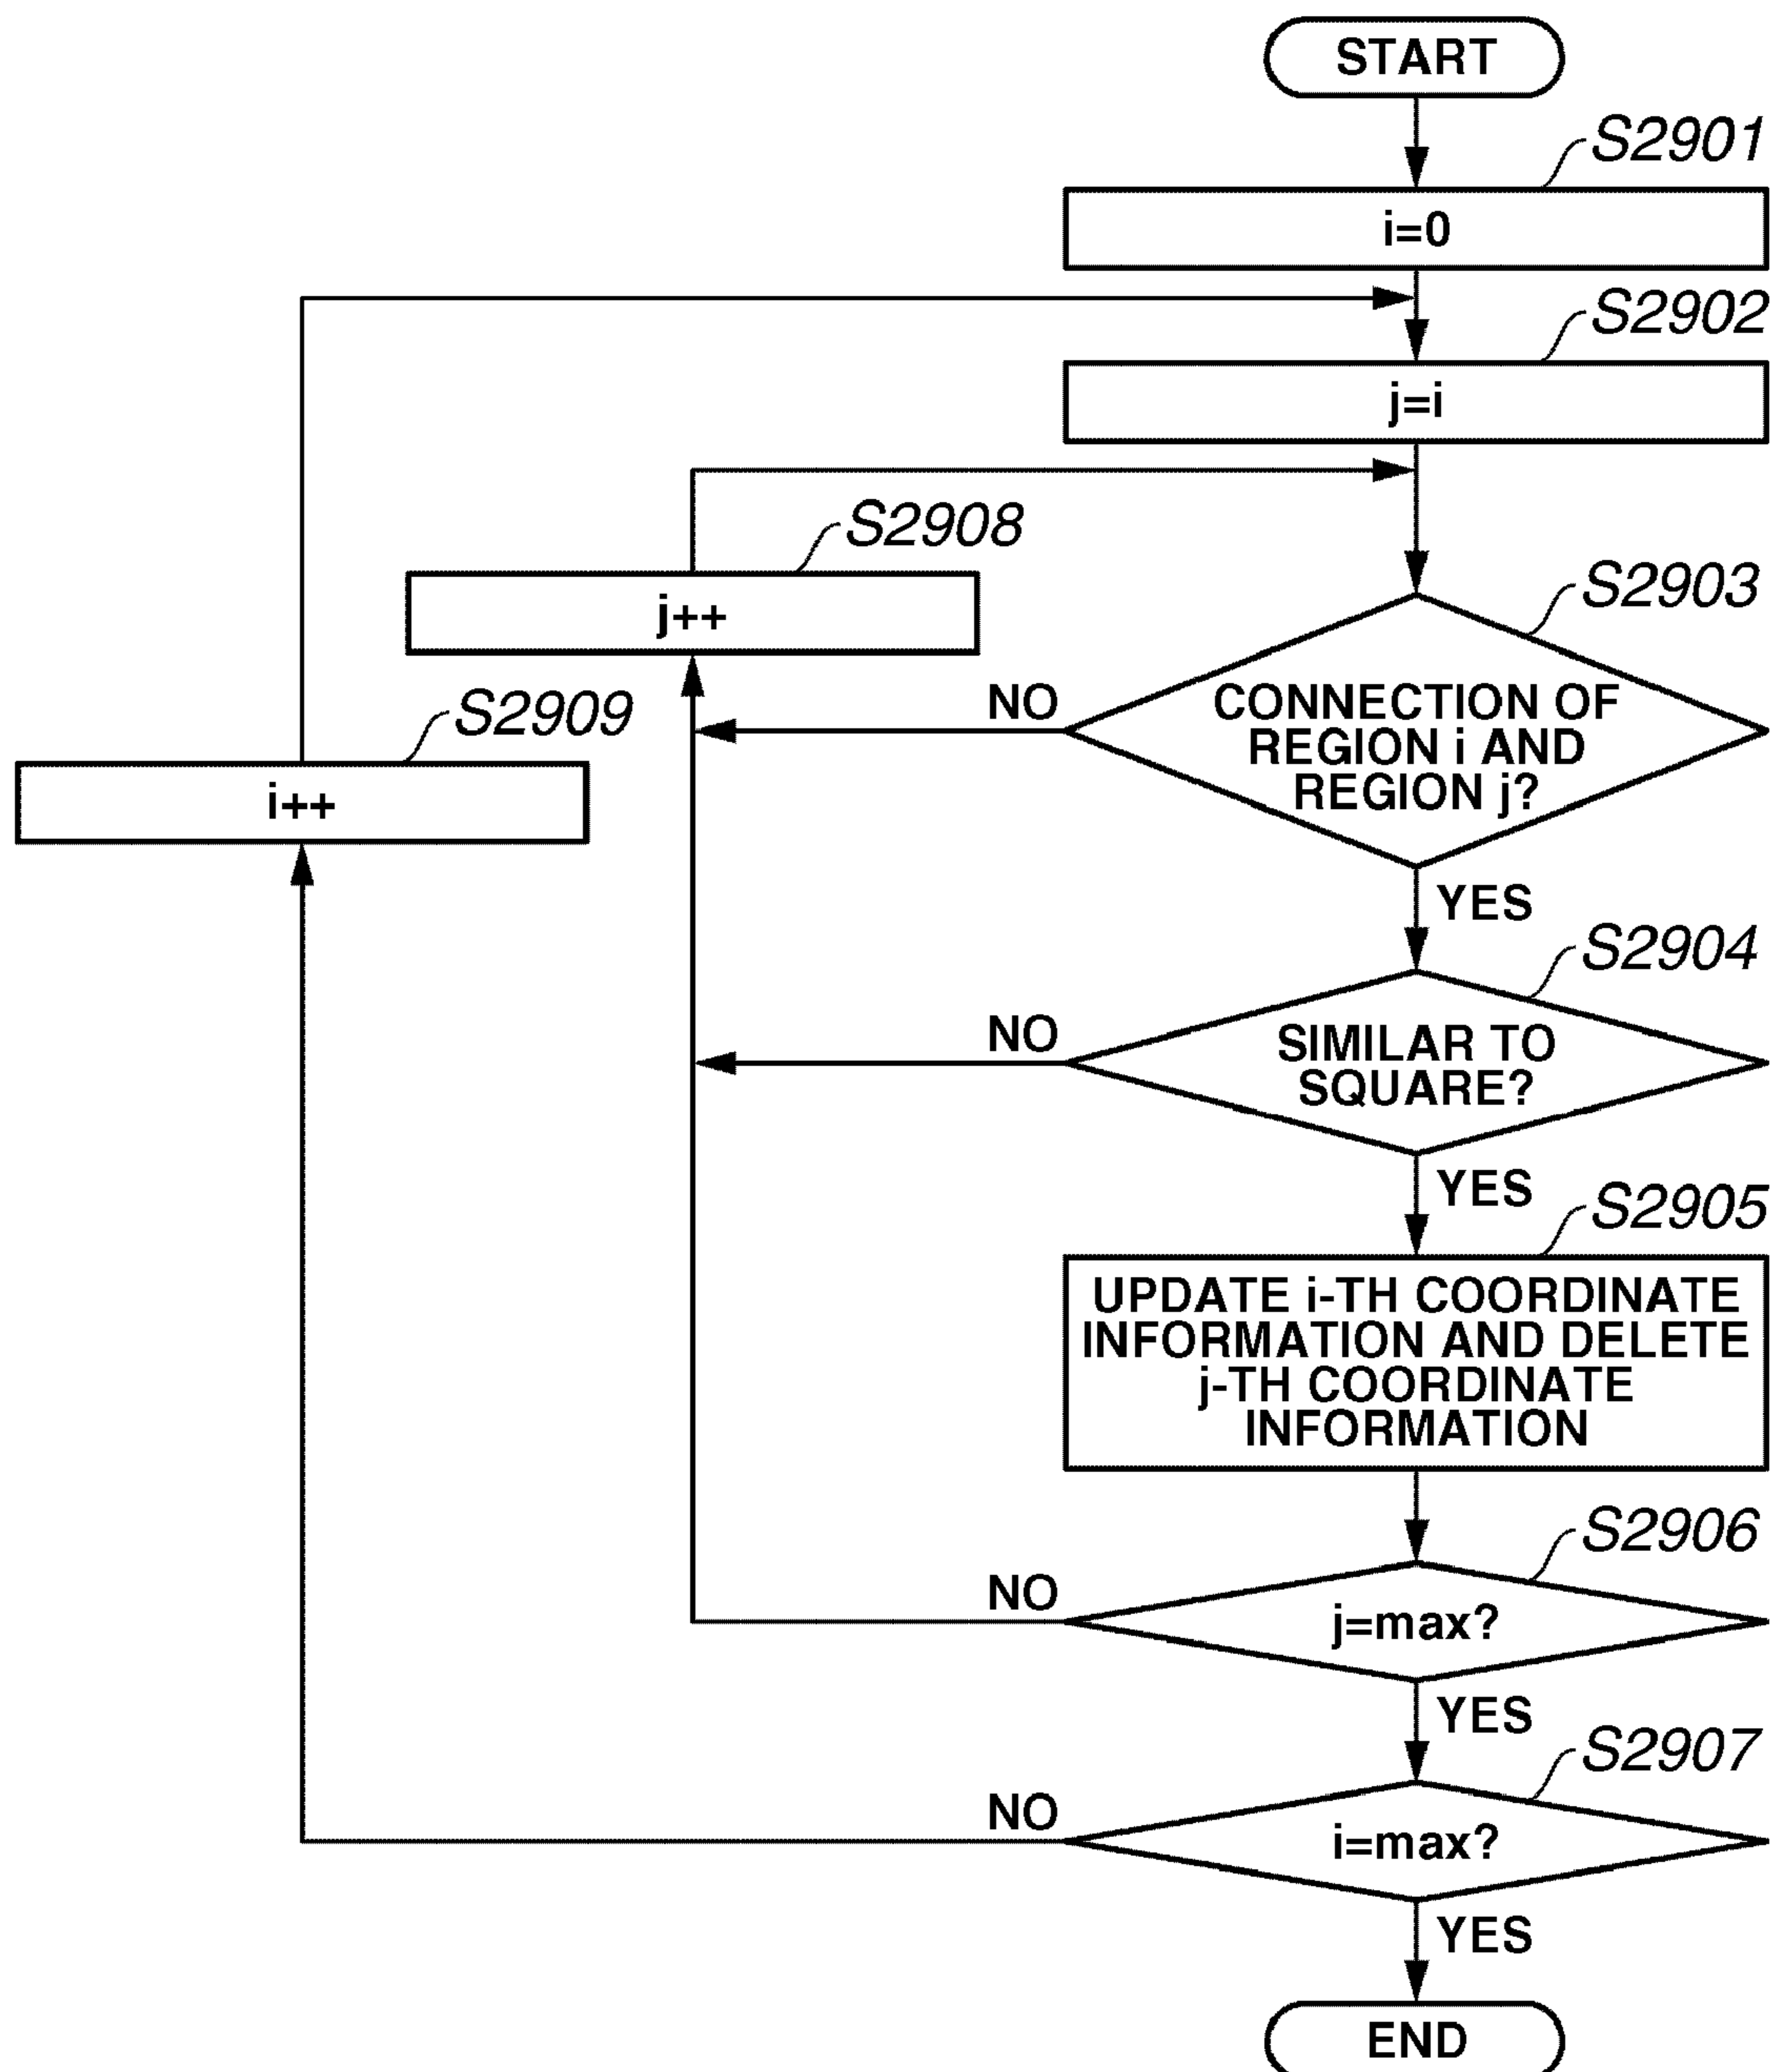 START
S2901
i=0
S2902
j=i
S2908
j++
S2903
NO
CONNECTION OF
REGION i AND
REGION j?
S2909
i++
YES
S2904
NO
SIMILAR TO
SQUARE?
YES
S2905
UPDATE i-TH COORDINATE
INFORMATION AND DELETE
j-TH COORDINATE
INFORMATION
S2906
NO
j=max?
YES
S2907
NO
i=max?
YES
END